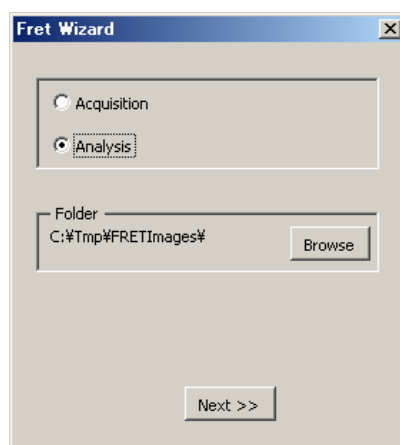 Fret Wizard
Acquisition
Analysis
Folder
C:¥Tmp¥FRETImages¥
Browse
Next >>